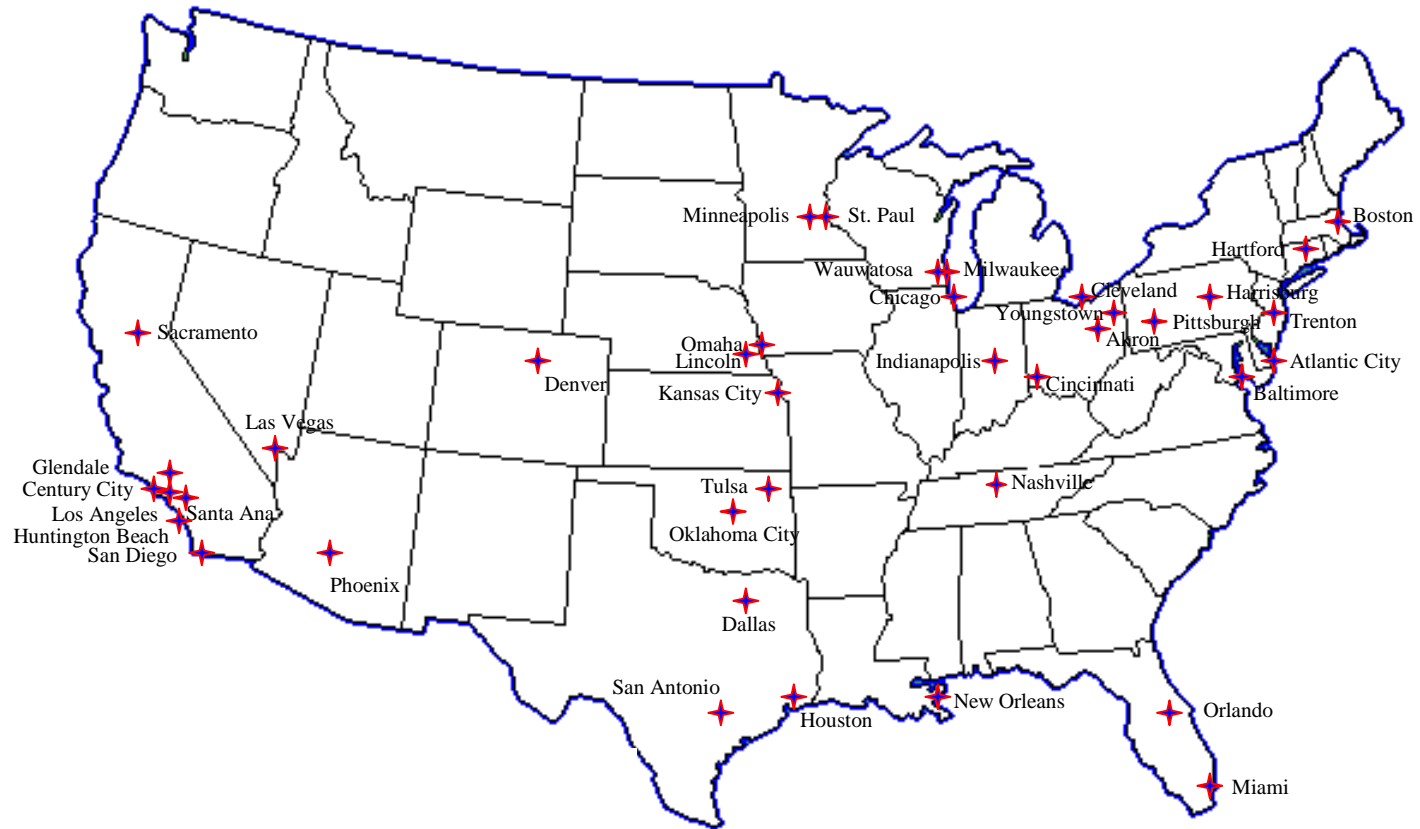 Minneapolis
St. Paul
Boston
Hartford
Wauwatosa
Milwaukee
Chicago
Cleveland
Harrisburg
Youngstown
Pittsburgh
Trenton
Sacramento
Akron
Omaha
Lincoln
Indianapolis
Atlantic City
Denver
Cincinnati
Kansas City
Baltimore
Las Vegas
Glendale
Century City
Tulsa
Nashville
Los Angeles
Santa Ana
Huntington Beach
Oklahoma City
San Diego
Phoenix
Dallas
San Antonio
Houston
New Orleans
Orlando
Miami